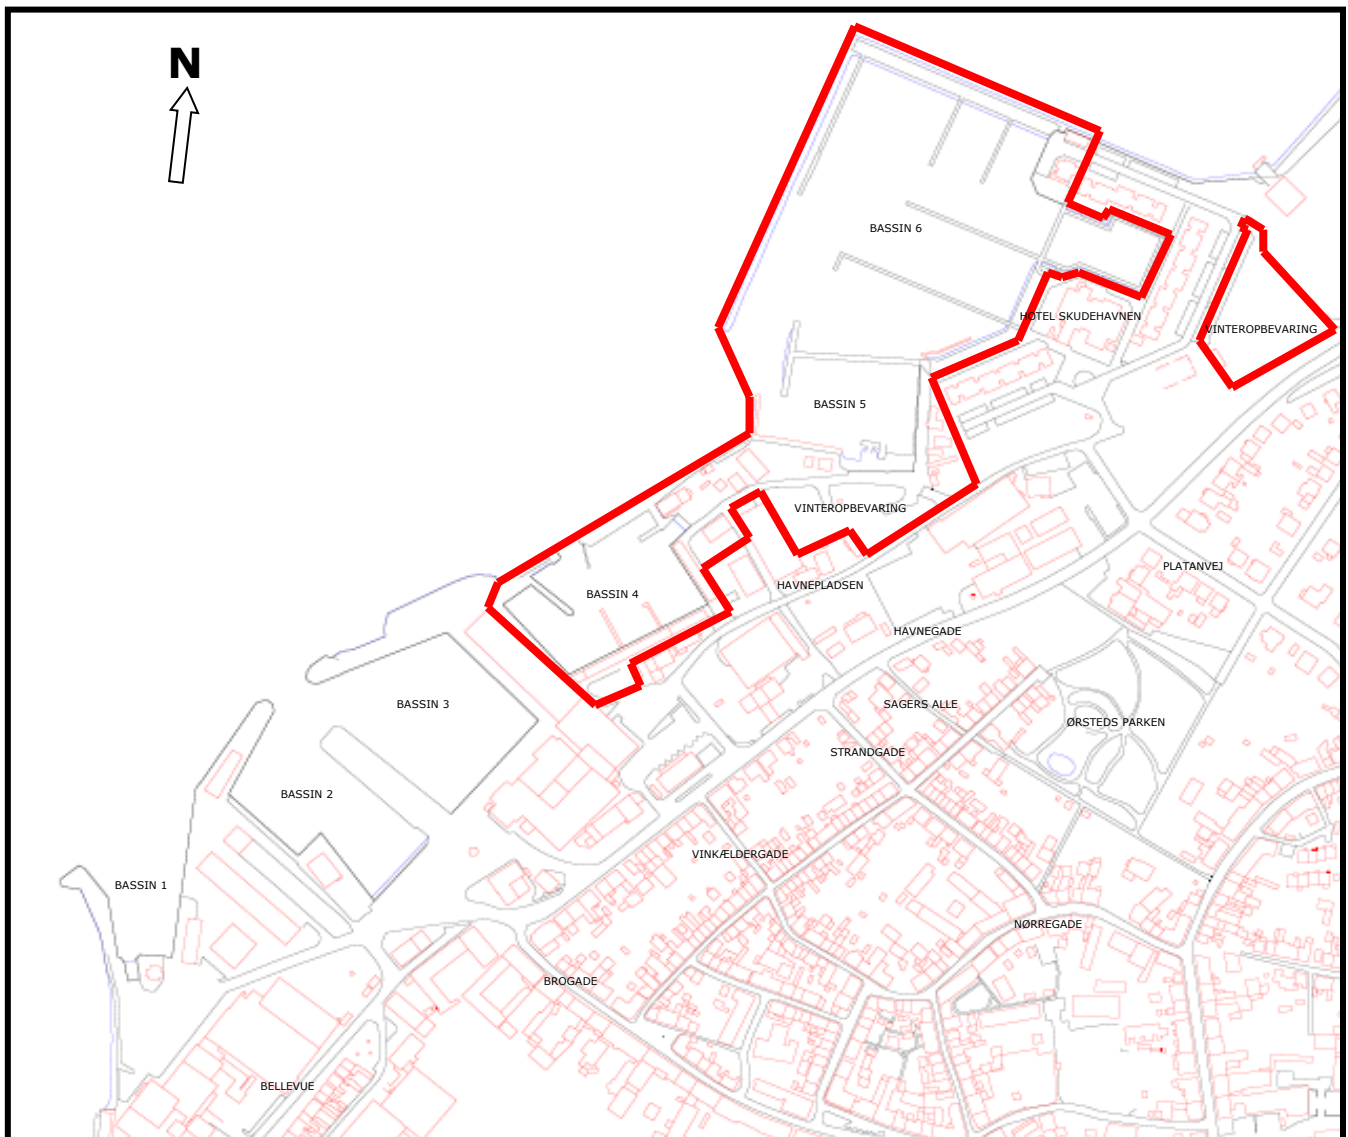 N
BASSIN 6
HOTEL SKUDEHAVNEN
VINTEROPBEVARING
BASSIN 5
VINTEROPBEVARING
PLATANVEJ
HAVNEPLADSEN
BASSIN 4
HAVNEGADE
BASSIN 3
SAGERS ALLE
ØRSTEDS PARKEN
STRANDGADE
BASSIN 2
VINKÆLDERGADE
BASSIN 1
NØRREGADE
BROGADE
BELLEVUE